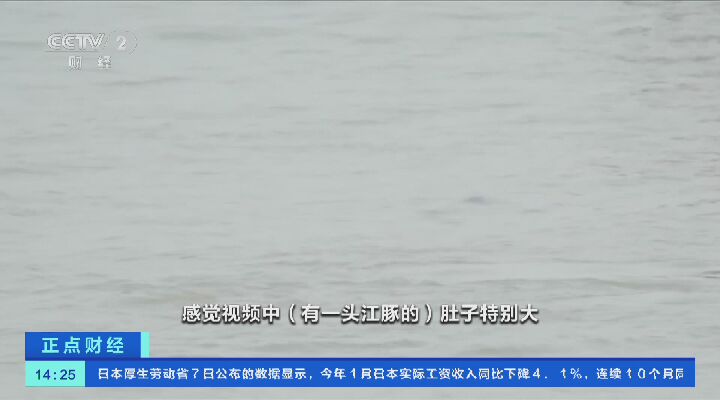 CCTV 2
财经
感觉视频中（有一头江豚的）肚子特别大
正点财经
14:25
日本厚生劳动省7日公布的数据显示，今年1月日本实际工资收入同比下降4．1%，连续10个月同